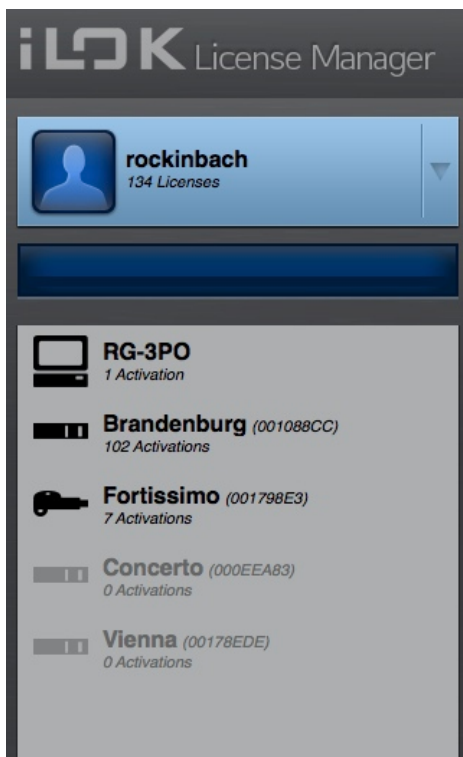 iLOK License Manager
rockinbach
134 Licenses
RG-3PO
1 Activation
Brandenburg (001088CC)
102 Activations
Fortissimo (001798E3)
7 Activations
Concerto (000EEA83)
0 Activations
Vienna (00178EDE)
0 Activations